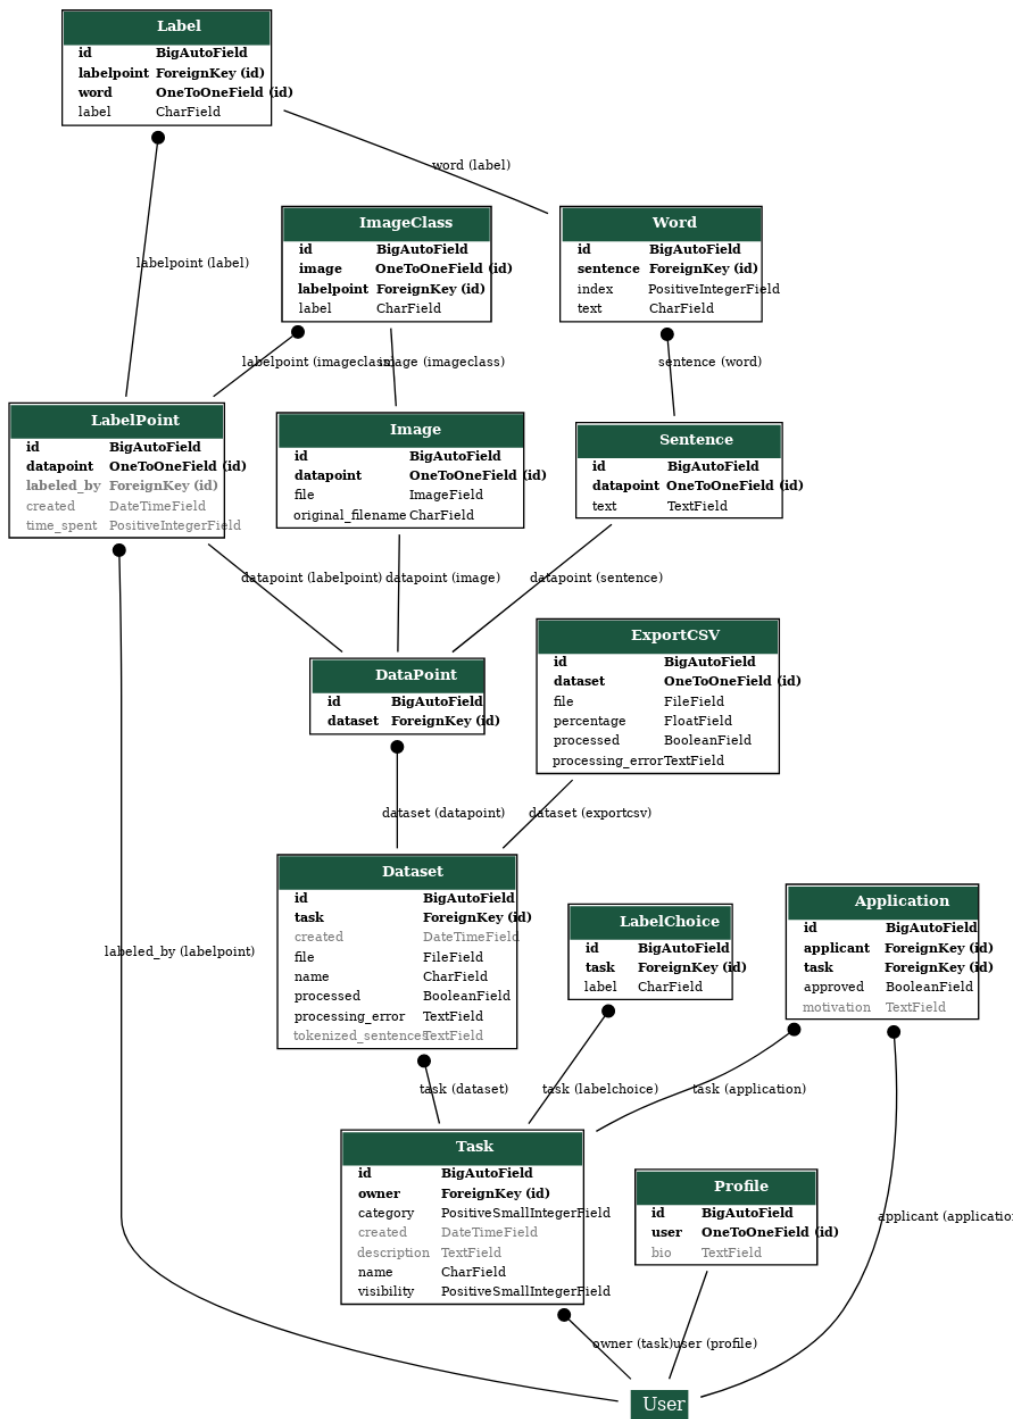 Label
id BigAutoField
labelpoint ForeignKey (id)
word OneToOneField (id)
label CharField
word (label)
labelpoint (label)
ImageClass
id BigAutoField
image OneToOneField (id)
labelpoint ForeignKey (id)
label CharField
Word
id BigAutoField
sentence ForeignKey (id)
index PositiveIntegerField
text CharField
labelpoint (imageclass)
image (imageclass)
sentence (word)
LabelPoint
id BigAutoField
datapoint OneToOneField (id)
labeled_by ForeignKey (id)
created DateTimeField
time_spent PositiveIntegerField
Image
id BigAutoField
datapoint OneToOneField (id)
file ImageField
original_filename CharField
Sentence
id BigAutoField
datapoint OneToOneField (id)
text TextField
datapoint (labelpoint)
datapoint (image)
datapoint (sentence)
DataPoint
id BigAutoField
dataset ForeignKey (id)
ExportCSV
id BigAutoField
dataset OneToOneField (id)
file FileField
percentage FloatField
processed BooleanField
processing_error TextField
dataset (datapoint)
dataset (exportcsv)
Dataset
id BigAutoField
task ForeignKey (id)
created DateTimeField
file FileField
name CharField
processed BooleanField
processing_error TextField
tokenized_sentences TextField
LabelChoice
id BigAutoField
task ForeignKey (id)
label CharField
Application
id BigAutoField
applicant ForeignKey (id)
task ForeignKey (id)
approved BooleanField
motivation TextField
labeled_by (labelpoint)
task (dataset)
task (labelchoice)
task (application)
Task
id BigAutoField
owner ForeignKey (id)
category PositiveSmallIntegerField
created DateTimeField
description TextField
name CharField
visibility PositiveSmallIntegerField
Profile
id BigAutoField
user OneToOneField (id)
bio TextField
applicant (application
owner (task)
user (profile)
User